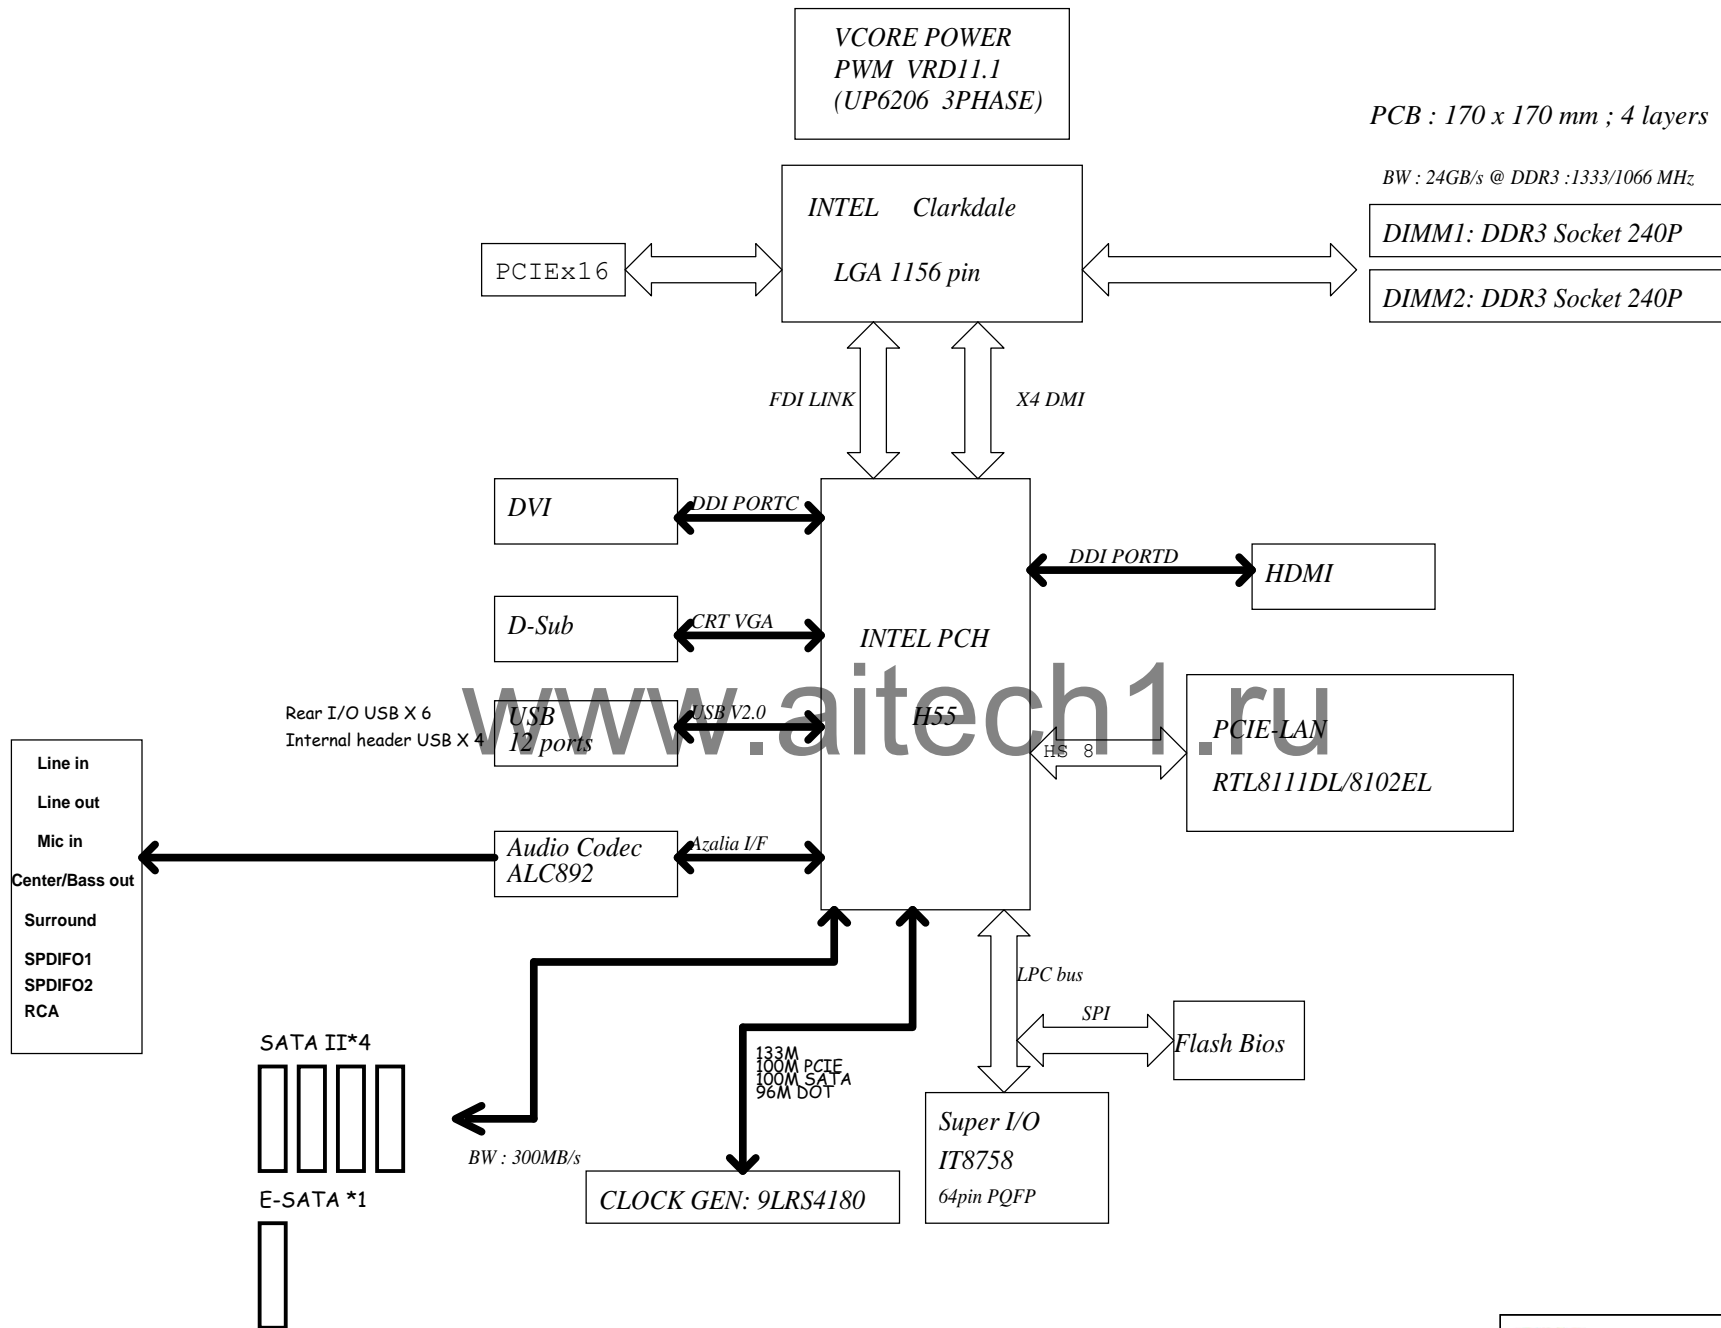 VCORE POWER
PWM VRD11.1
(UP6206 3PHASE)
PCB : 170 x 170 mm ; 4 layers
BW : 24GB/s @ DDR3 :1333/1066 MHz
INTEL Clarkdale
LGA 1156 pin
PCIEx16
DIMM1: DDR3 Socket 240P
DIMM2: DDR3 Socket 240P
FDI LINK
X4 DMI
DVI
DDI PORTC
DDI PORTD
HDMI
D-Sub
CRT VGA
INTEL PCH
H55
www.aitech1.ru
Rear I/O USB X 6
Internal header USB X 4
USB
12 ports
USB V2.0
HS 8
PCIE-LAN
RTL8111DL/8102EL
Line in
Line out
Mic in
Center/Bass out
Surround
SPDIFO1
SPDIFO2
RCA
Audio Codec
ALC892
Azalia I/F
LPC bus
SPI
Flash Bios
SATA II*4
133M
100M PCIE
100M SATA
96M DOT
BW : 300MB/s
E-SATA *1
CLOCK GEN: 9LRS4180
Super I/O
IT8758
64pin PQFP